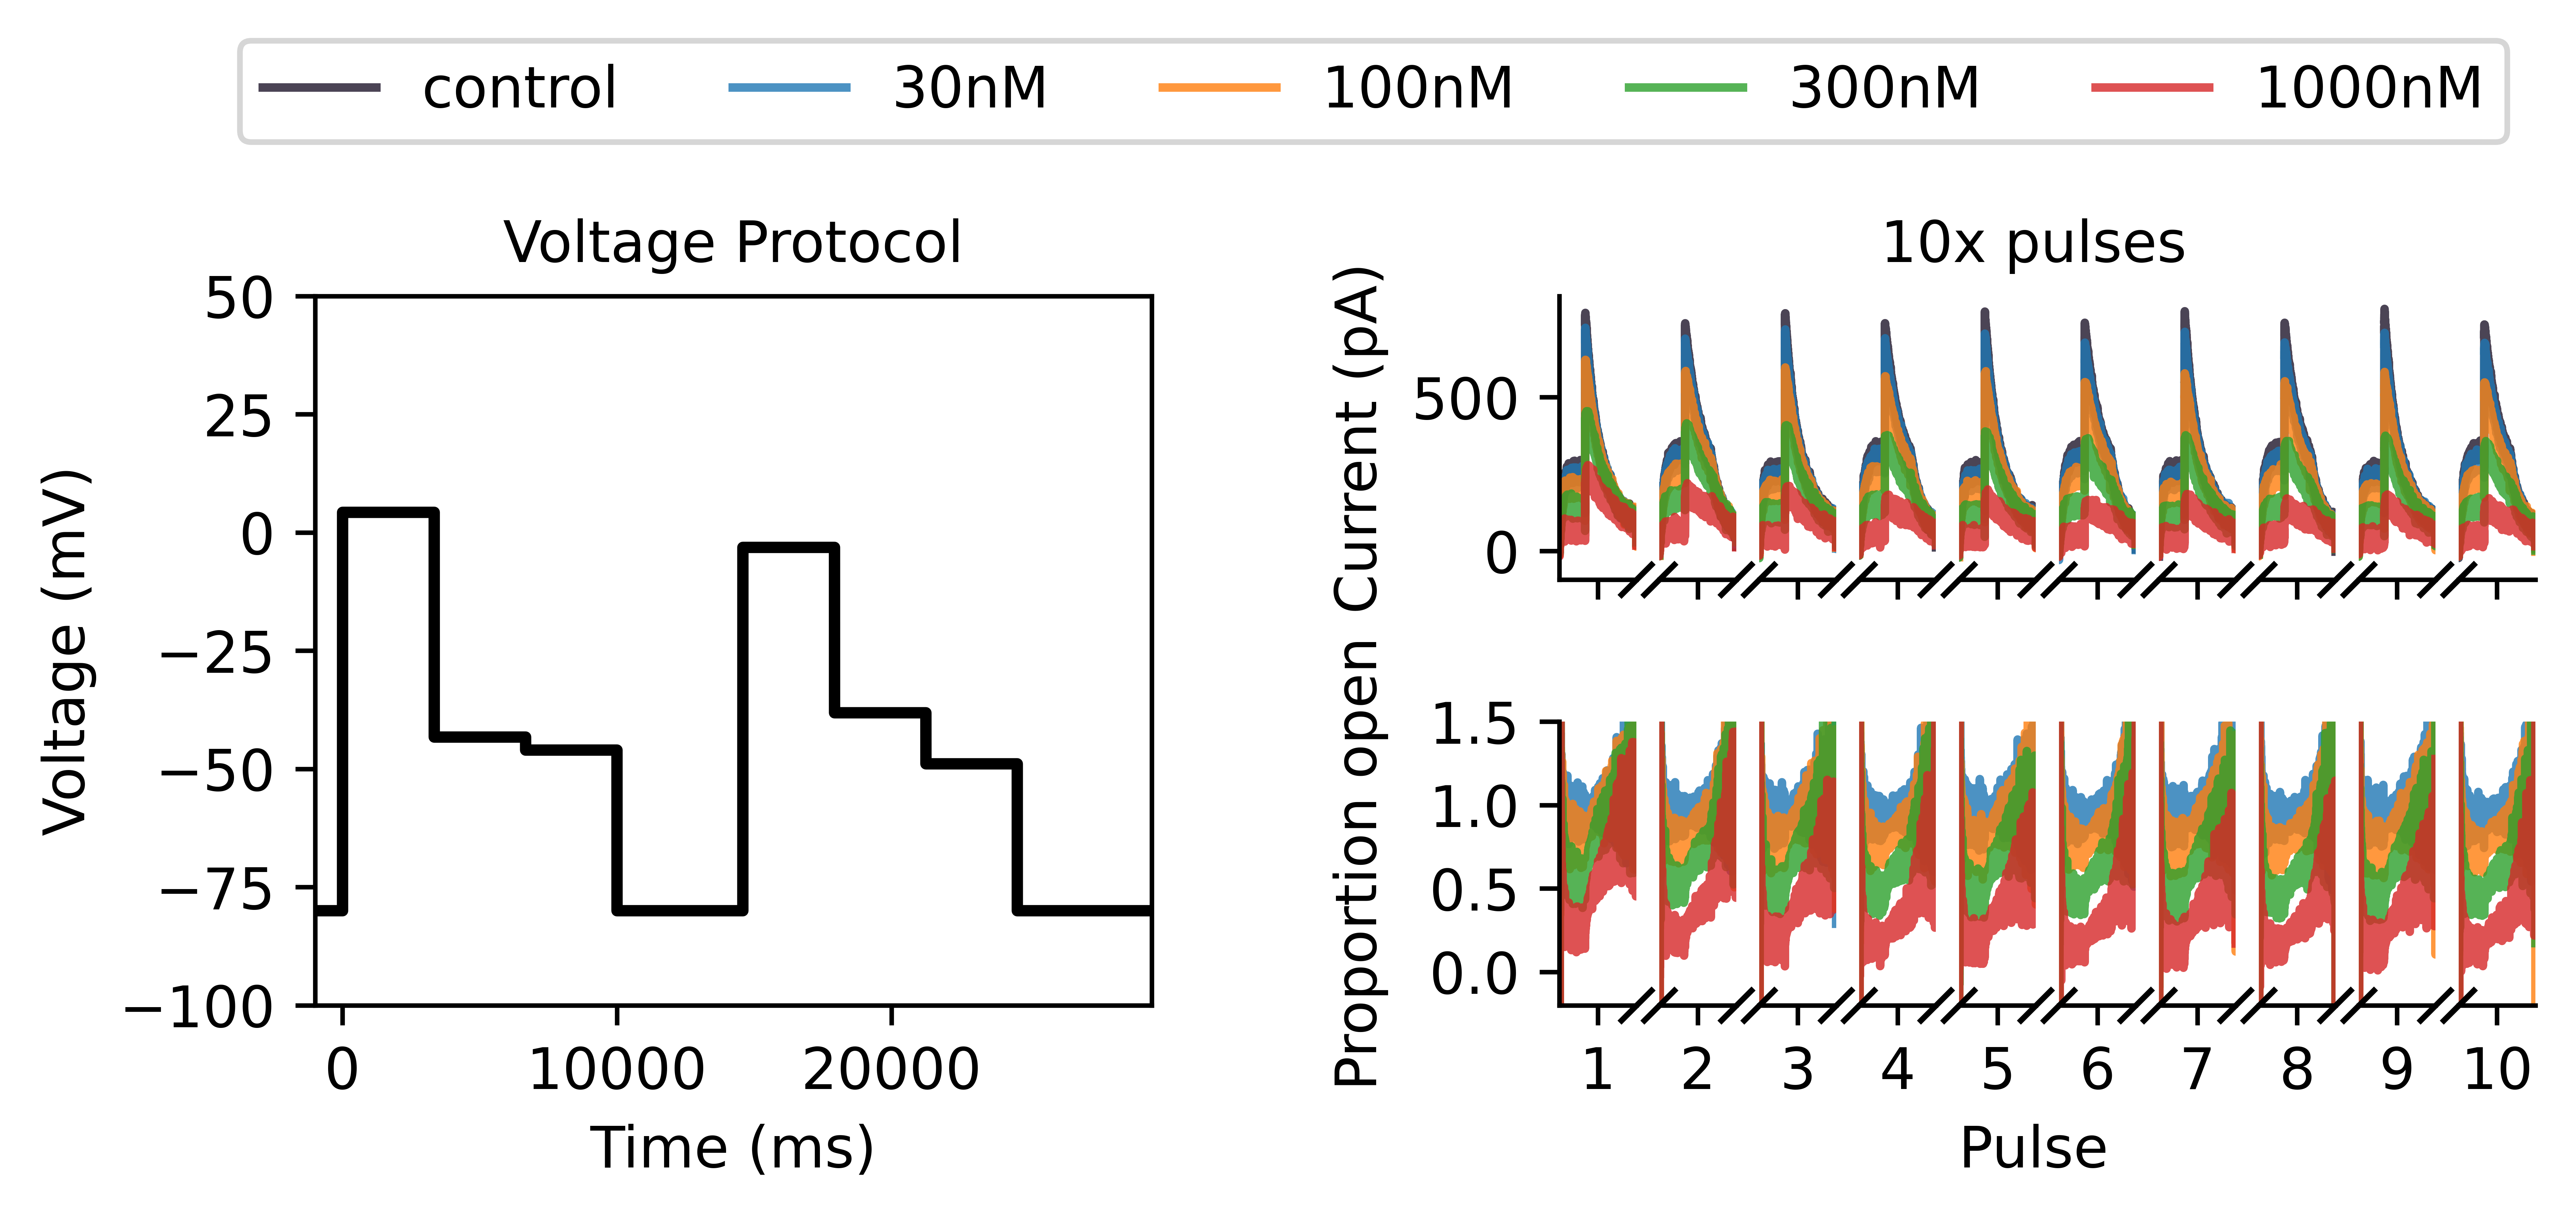 control 30nM 100nM 300nM 1000nM
Voltage Protocol
Voltage (mV)
50
25
0
−25
−50
−75
−100
0 10000 20000
Time (ms)
10x pulses
Current (pA)
500
0
Proportion open
1.5
1.0
0.5
0.0
1 2 3 4 5 6 7 8 9 10
Pulse